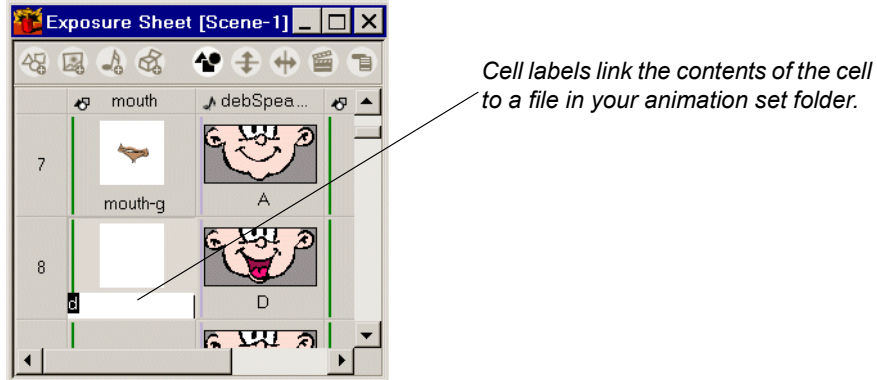 Exposure Sheet [Scene-1]
mouth
debSpea...
7
mouth-g
A
8
d
D
Cell labels link the contents of the cell
to a file in your animation set folder.